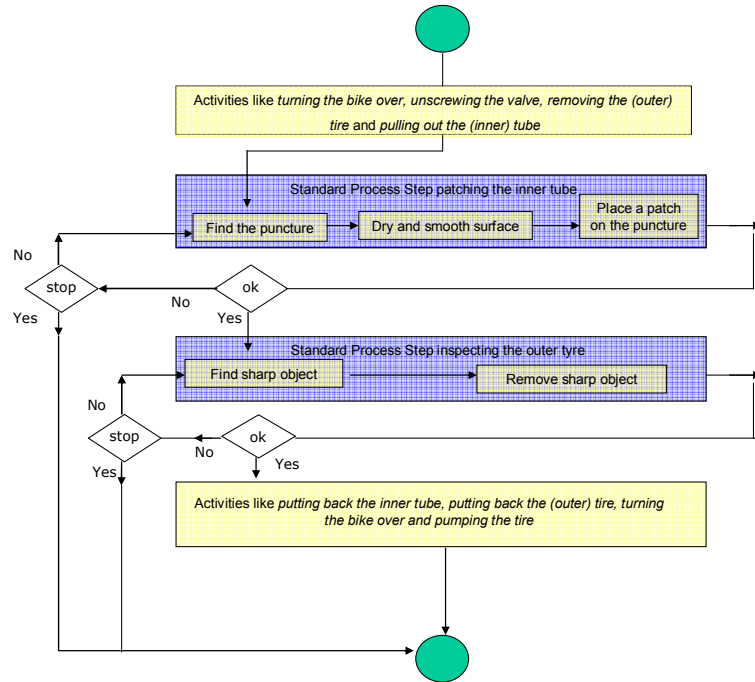 Activities like turning the bike over, unscrewing the valve, removing the (outer)
tire and pulling out the (inner) tube
Standard Process Step patching the inner tube
Find the puncture
Dry and smooth surface
Place a patch
on the puncture
No
stop
Yes
No
ok
Yes
Standard Process Step inspecting the outer tyre
Find sharp object
Remove sharp object
No
stop
Yes
No
ok
Yes
Activities like putting back the inner tube, putting back the (outer) tire, turning
the bike over and pumping the tire